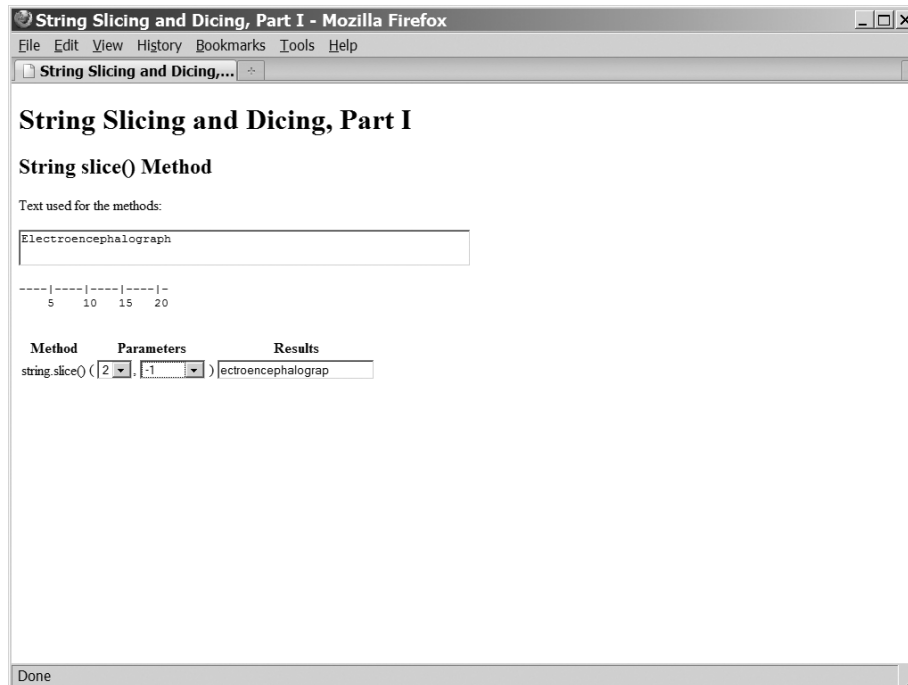 String Slicing and Dicing, Part I - Mozilla Firefox
File Edit View History Bookmarks Tools Help
String Slicing and Dicing,...
String Slicing and Dicing, Part I
String slice() Method
Text used for the methods:
Electroencephalograph
----|----|----|----|-
5 10 15 20
Method Parameters Results
string.slice() ( 2 , -1 ) ectroencephalograp
Done